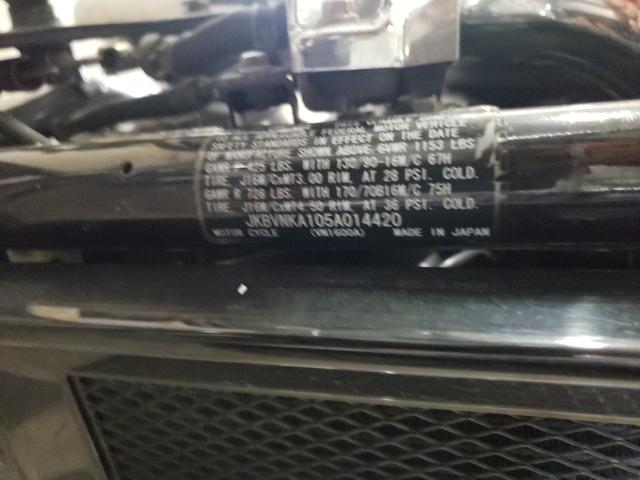 SAFETY STANDARDS IN EFFECT ON THE DATE
OF MANUFACTURE SHOWN ABOVE. GVWR 1153 LBS
GAWR F 425 LBS. WITH 130/90-16M/C 67H
TIRE, J16M/CxMT3.00 RIM, AT 28 PSI. COLD.
GAWR R 728 LBS. WITH 170/70B16M/C 75H
TIRE, J16M/CxMT4.50 RIM, AT 36 PSI. COLD.
JKBVNKA105A014420
MOTOR CYCLE (VN1600A) MADE IN JAPAN